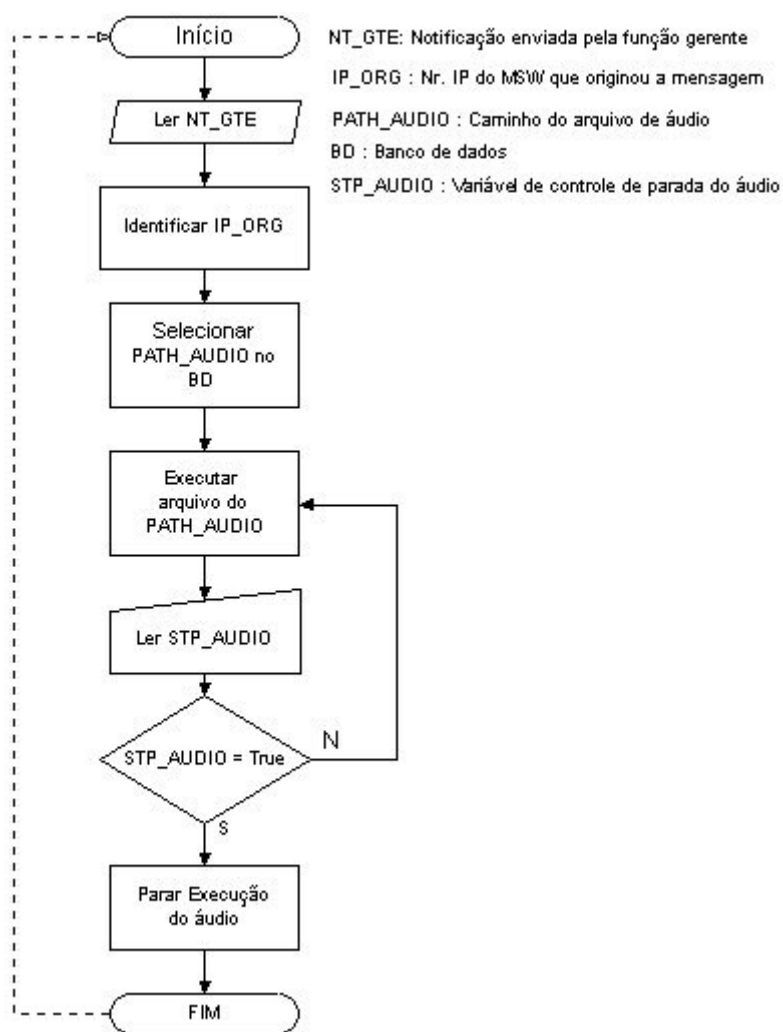 Início
NT_GTE: Notificação enviada pela função gerente
IP_ORG : Nr. IP do MSW que originou a mensagem
PATH_AUDIO : Caminho do arquivo de áudio
BD : Banco de dados
STP_AUDIO : Variável de controle de parada do áudio
Ler NT_GTE
Identificar IP_ORG
Selecionar
PATH_AUDIO no
BD
Executar
arquivo do
PATH_AUDIO
Ler STP_AUDIO
STP_AUDIO = True
N
S
Parar Execução
do áudio
FIM